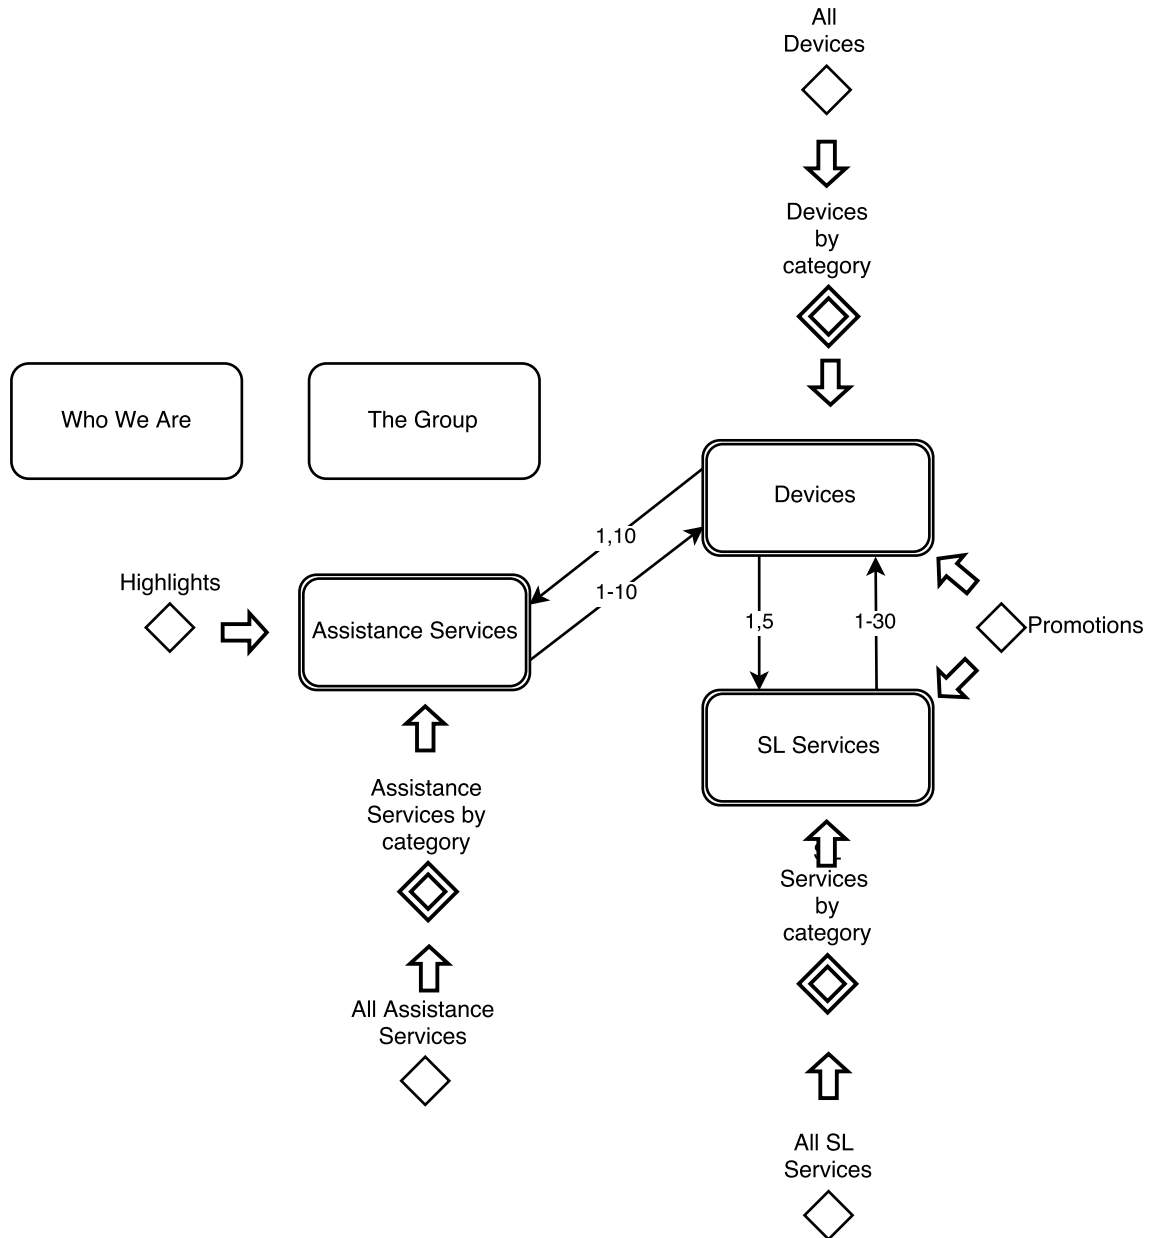 All
Devices
Devices
by
category
Who We Are
The Group
Devices
1,10
1-10
Highlights
Assistance Services
1,5
1-30
Promotions
SL Services
Assistance
Services by
category
SL
Services
by
category
All Assistance
Services
All SL
Services